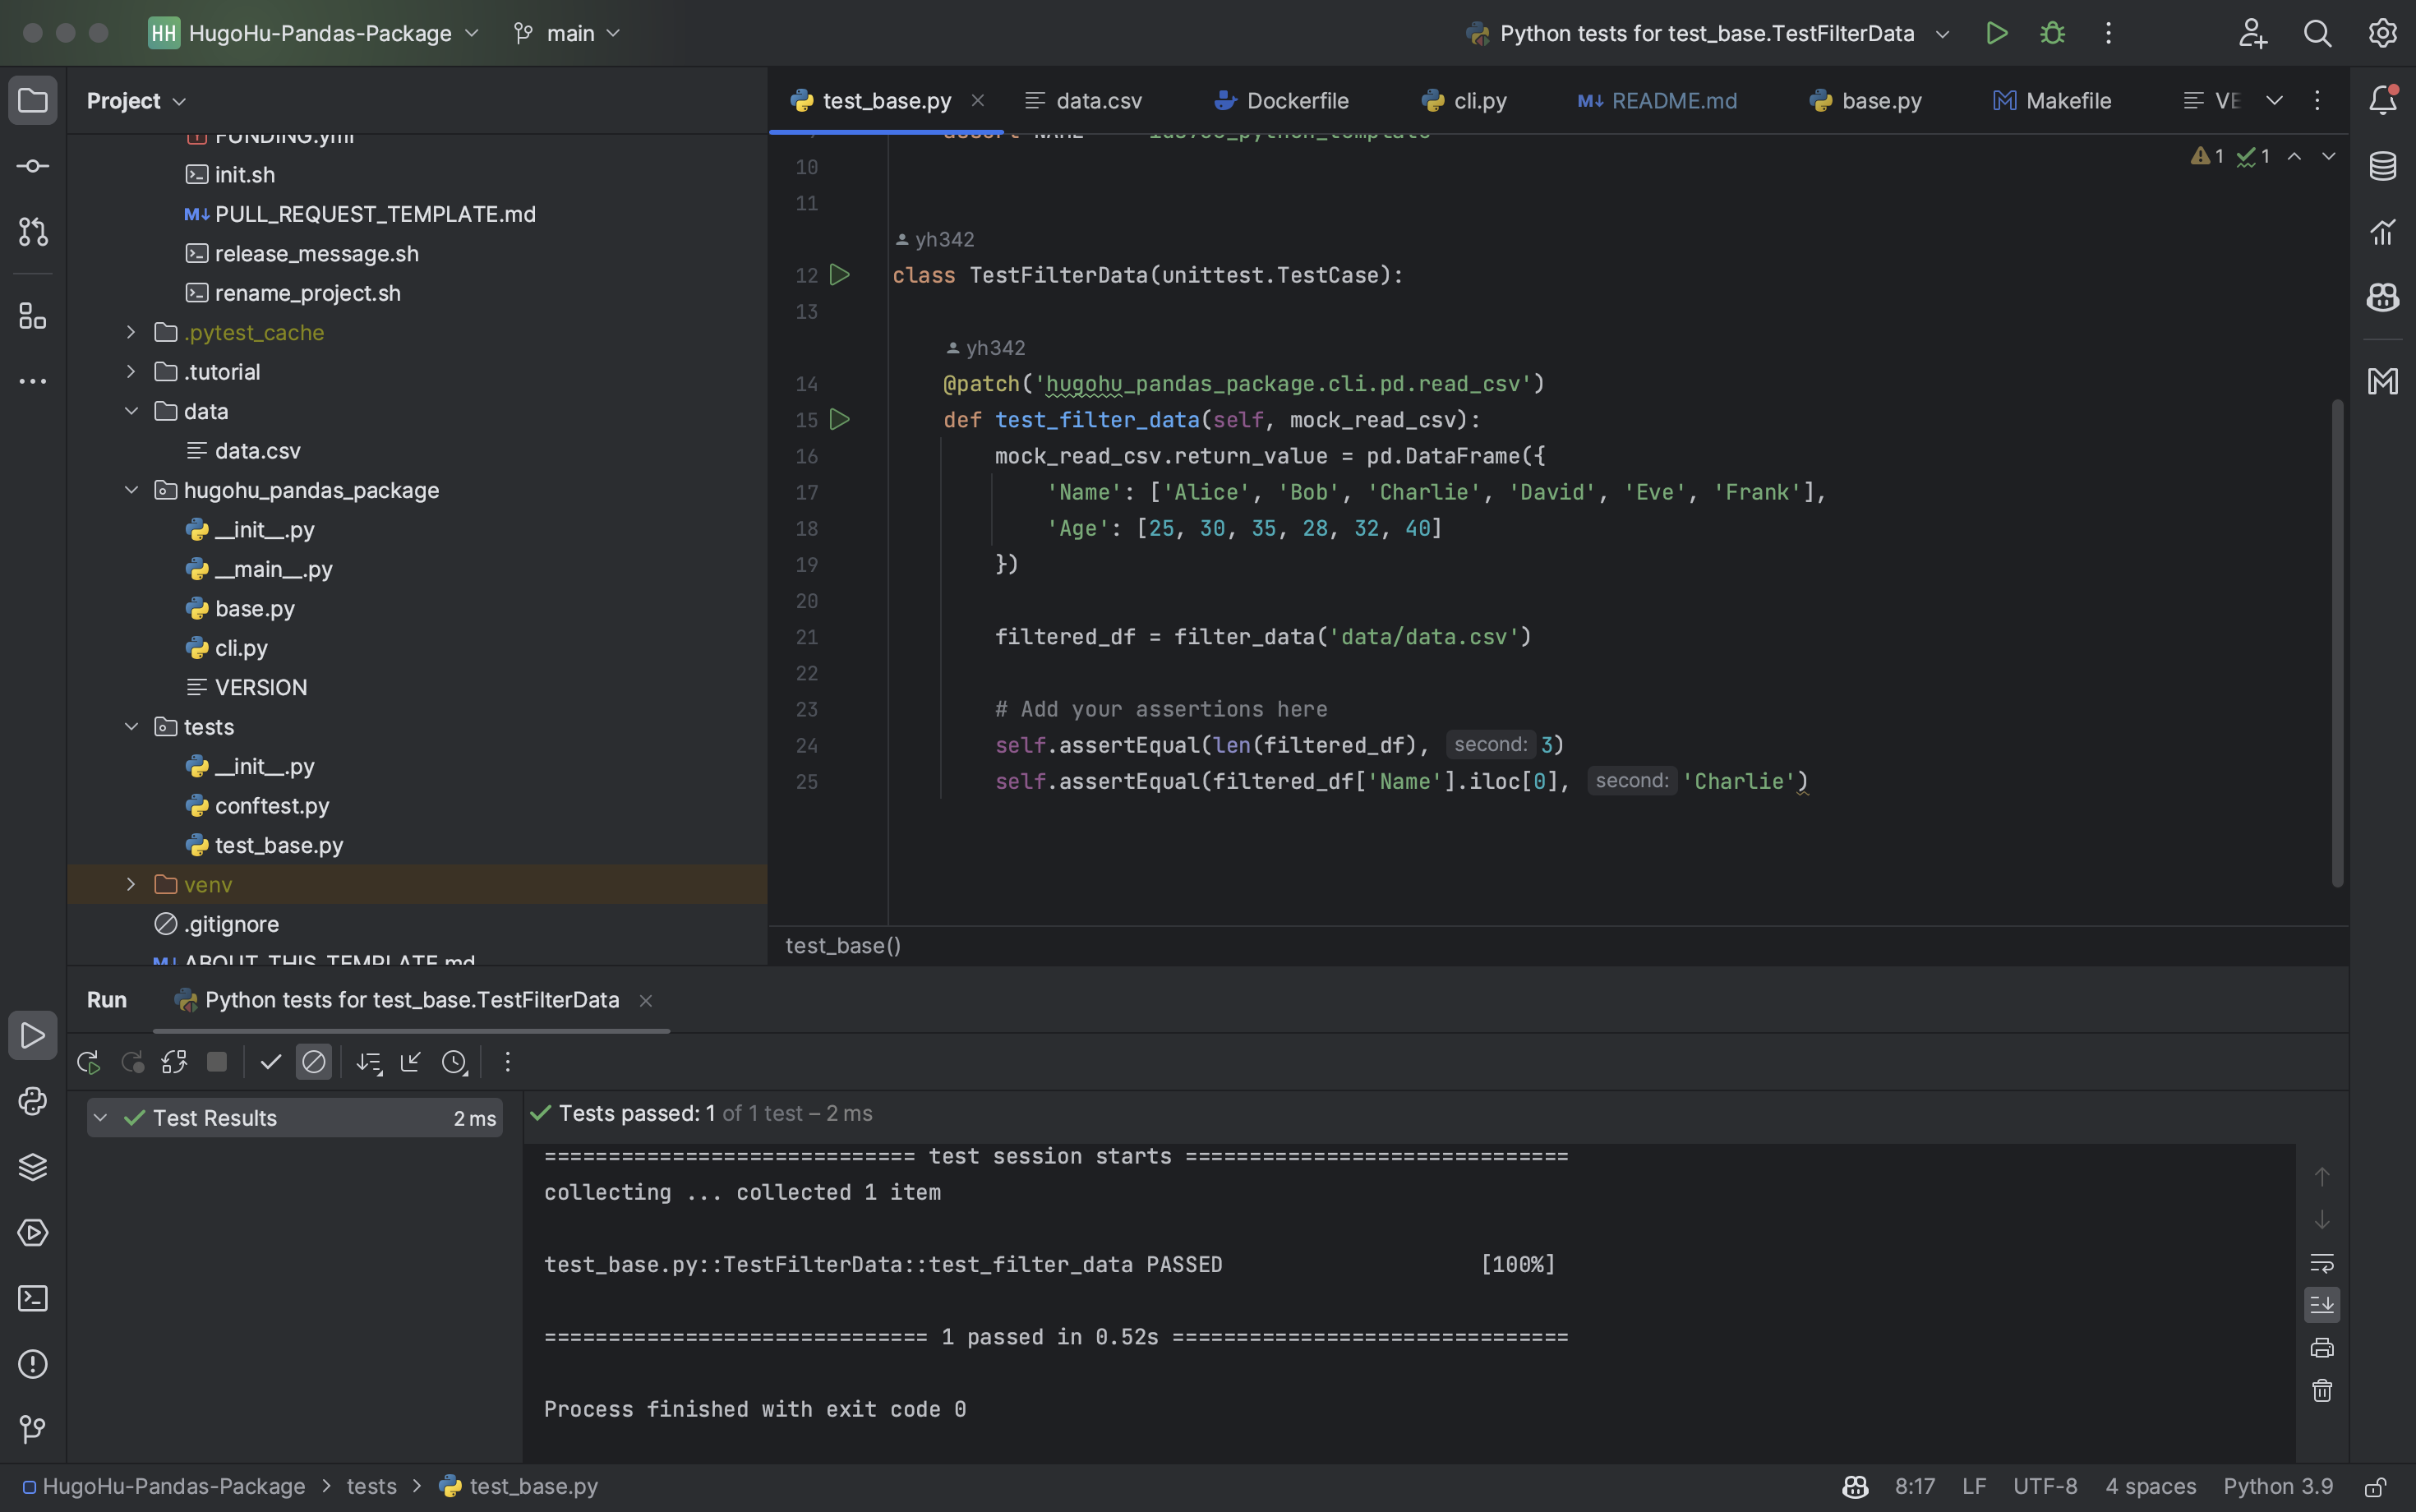 HH HugoHu-Pandas-Package main Python tests for test_base.TestFilterData
Project
FUNDING.yml
init.sh
PULL_REQUEST_TEMPLATE.md
release_message.sh
rename_project.sh
.pytest_cache
.tutorial
data
data.csv
hugohu_pandas_package
__init__.py
__main__.py
base.py
cli.py
VERSION
tests
__init__.py
conftest.py
test_base.py
venv
.gitignore
ABOUT_THIS_TEMPLATE.md
test_base.py data.csv Dockerfile cli.py README.md base.py Makefile VE
1 1
10
11
yh342
12 class TestFilterData(unittest.TestCase):
13
yh342
14 @patch('hugohu_pandas_package.cli.pd.read_csv')
15 def test_filter_data(self, mock_read_csv):
16 mock_read_csv.return_value = pd.DataFrame({
17 'Name': ['Alice', 'Bob', 'Charlie', 'David', 'Eve', 'Frank'],
18 'Age': [25, 30, 35, 28, 32, 40]
19 })
20
21 filtered_df = filter_data('data/data.csv')
22
23 # Add your assertions here
24 self.assertEqual(len(filtered_df), second: 3)
25 self.assertEqual(filtered_df['Name'].iloc[0], second: 'Charlie')
test_base()
Run Python tests for test_base.TestFilterData
Test Results 2 ms
Tests passed: 1 of 1 test – 2 ms
============================= test session starts ==============================
collecting ... collected 1 item
test_base.py::TestFilterData::test_filter_data PASSED [100%]
============================== 1 passed in 0.52s ===============================
Process finished with exit code 0
HugoHu-Pandas-Package > tests > test_base.py 8:17 LF UTF-8 4 spaces Python 3.9